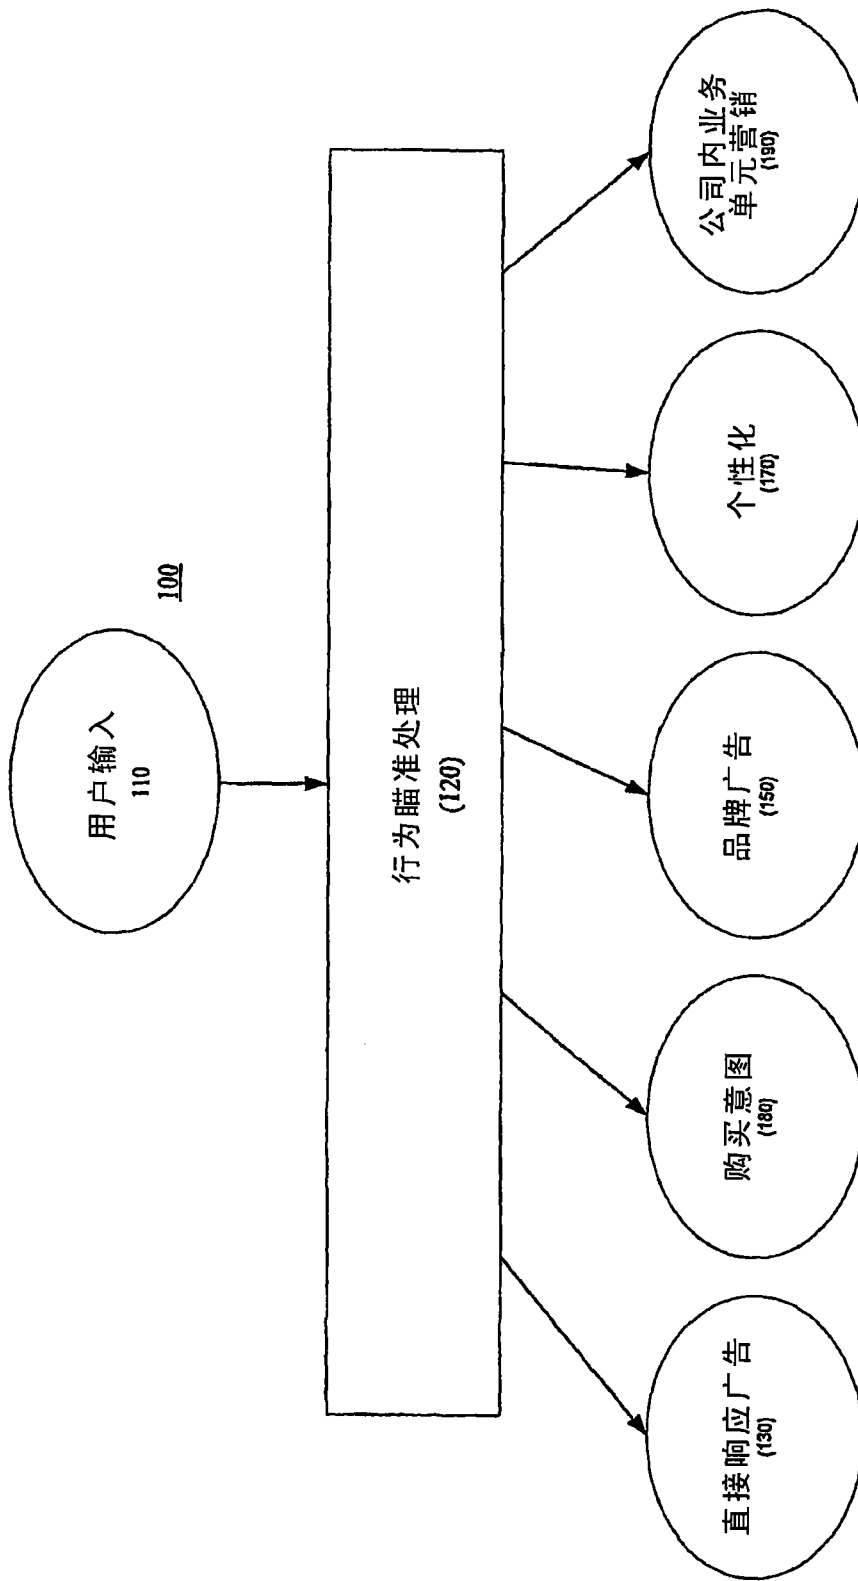 用户输入
110
100
行为瞄准处理
(120)
直接响应广告
(130)
购买意图
(180)
品牌广告
(150)
个性化
(170)
公司内业务
单元营销
(190)